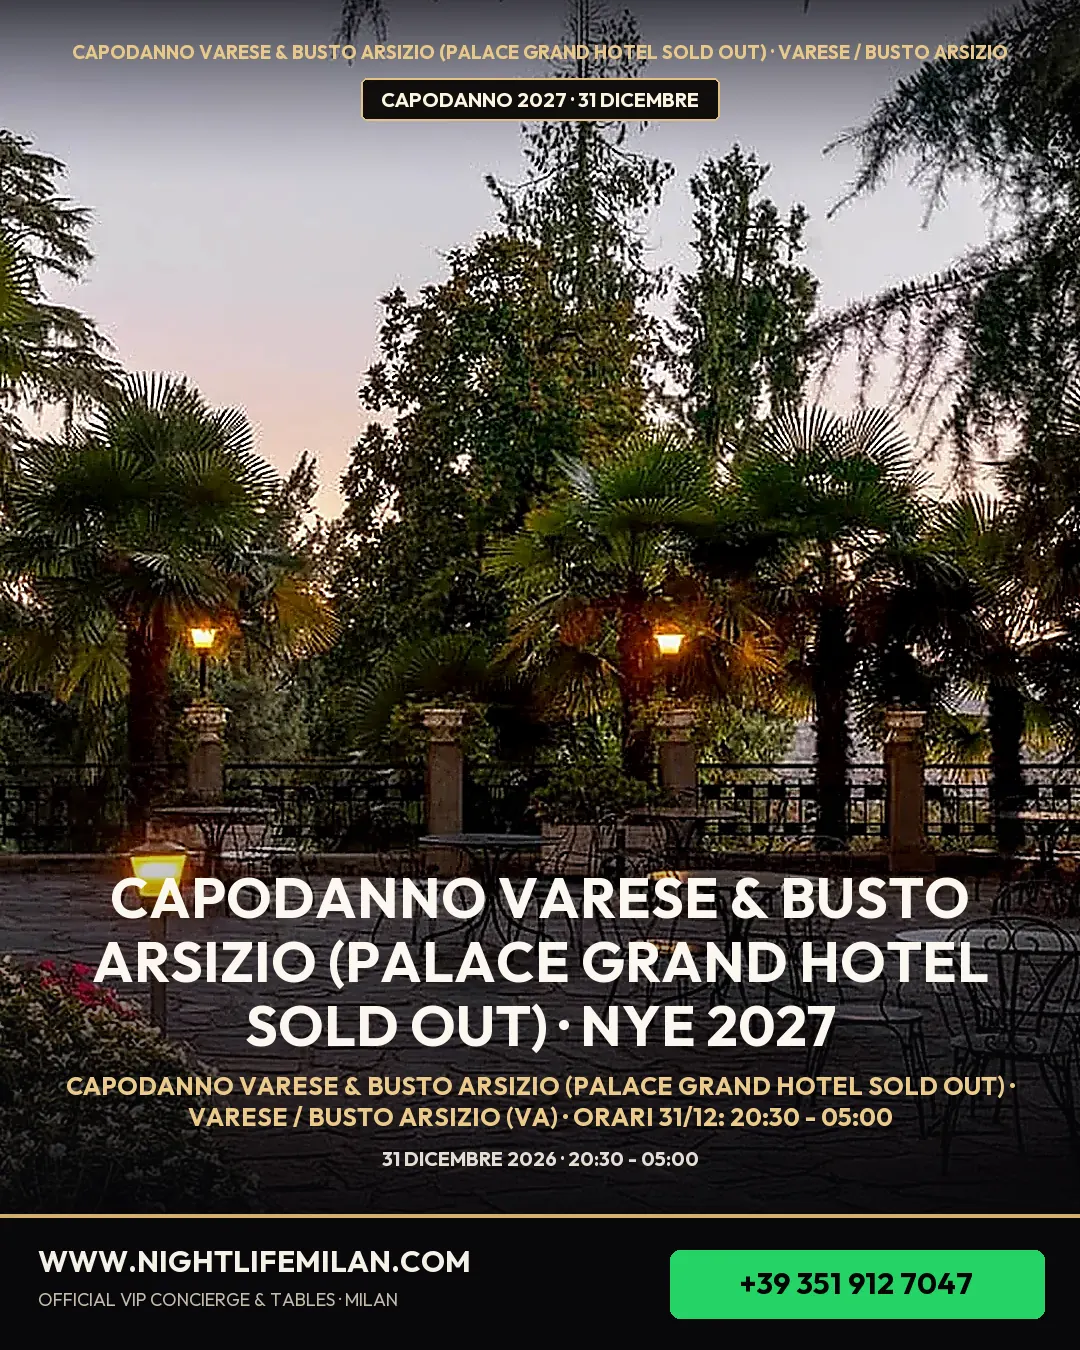 CAPODANNO VARESE & BUSTO ARSIZIO (PALACE GRAND HOTEL SOLD OUT) · VARESE / BUSTO ARSIZIO
CAPODANNO 2027 · 31 DICEMBRE
CAPODANNO VARESE & BUSTO
ARSIZIO (PALACE GRAND HOTEL
SOLD OUT) · NYE 2027
CAPODANNO VARESE & BUSTO ARSIZIO (PALACE GRAND HOTEL SOLD OUT) ·
VARESE / BUSTO ARSIZIO (VA) · ORARI 31/12: 20:30 - 05:00
31 DICEMBRE 2026 · 20:30 - 05:00
WWW.NIGHTLIFEMILAN.COM
OFFICIAL VIP CONCIERGE & TABLES · MILAN
+39 351 912 7047